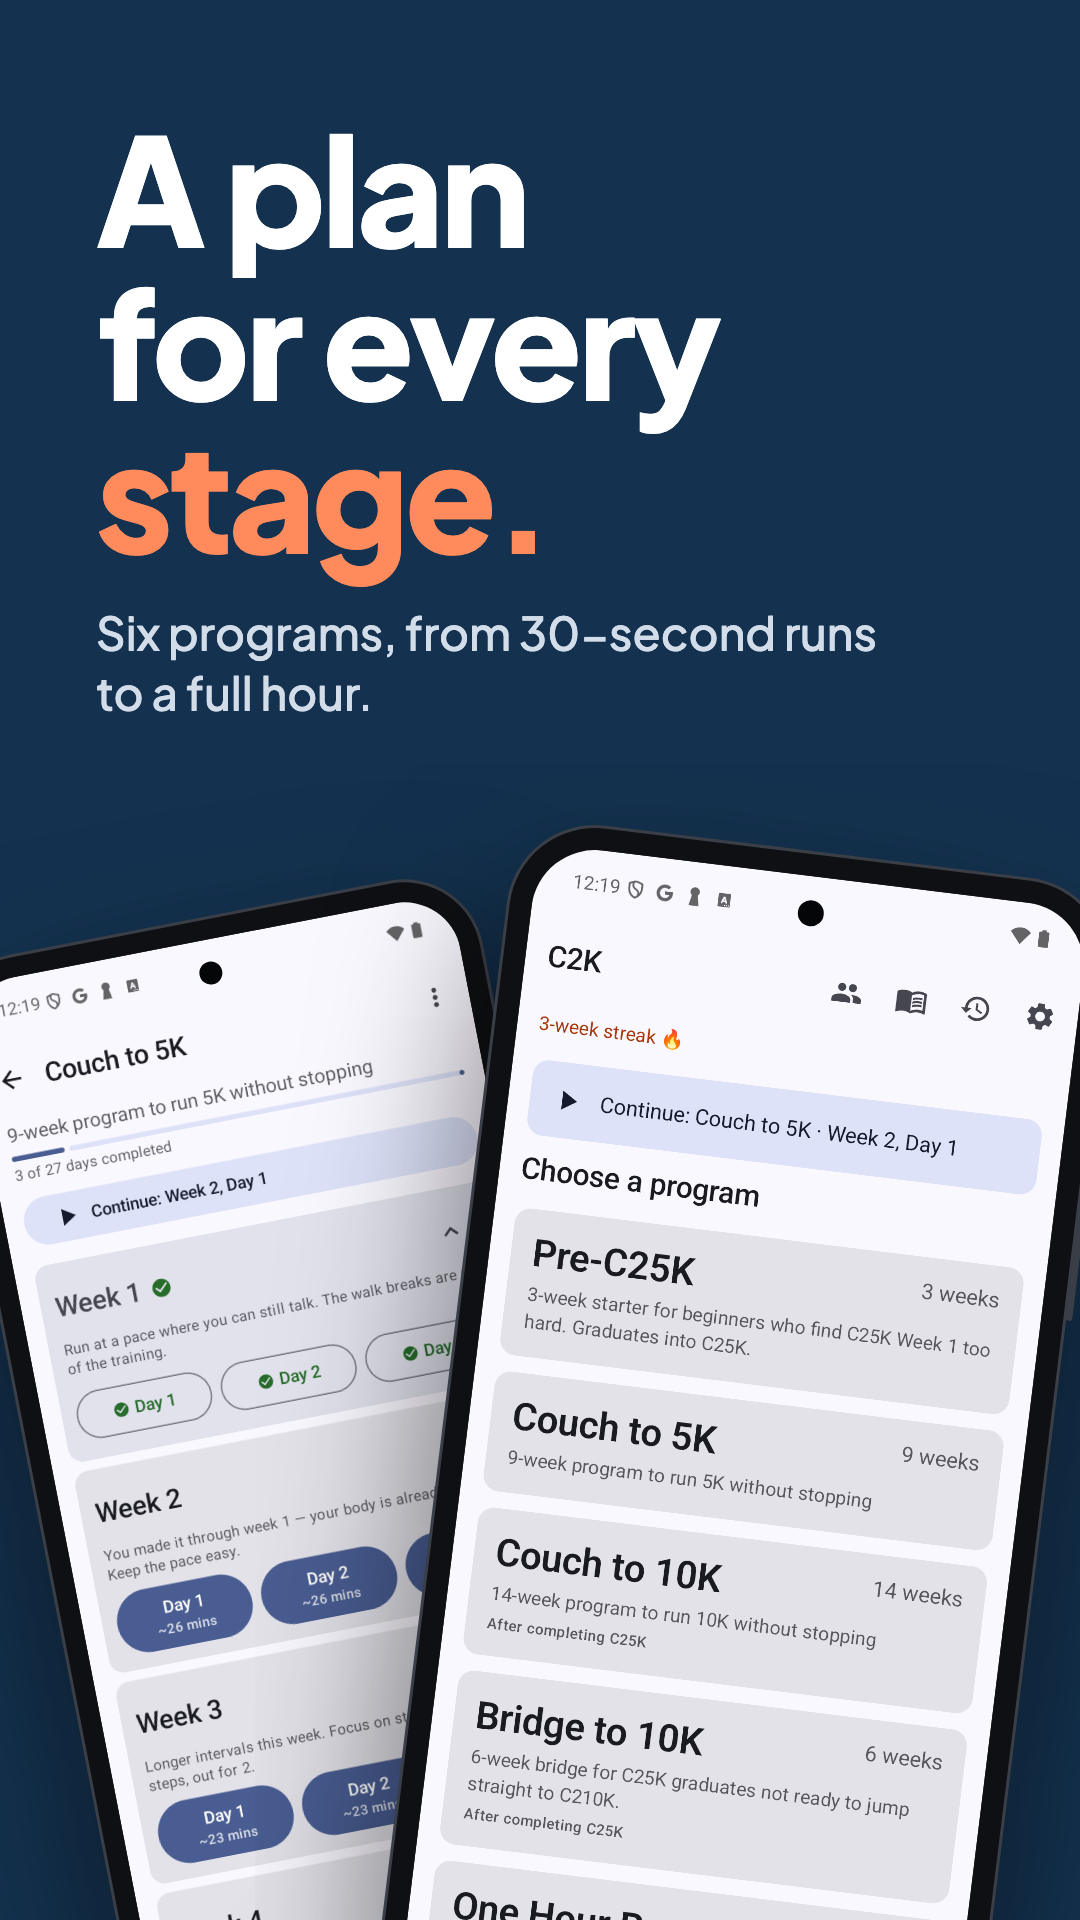 A plan
for every
stage.
Six programs, from 30–second runs
to a full hour.
12:19
Couch to 5K
9-week program to run 5K without stopping
3 of 27 days completed
Continue: Week 2, Day 1
Week 1
Run at a pace where you can still talk. The walk breaks are
of the training.
Day 1
Day 2
Day
Week 2
You made it through week 1 — your body is
Keep the pace easy.
Day 1
~26 mins
Day 2
~26 mins
Week 3
Longer intervals this week. Focus on
steps, out for 2.
Day 1
~23 mins
Day 2
~23
12:19
C2K
3-week streak 🔥
Continue: Couch to 5K · Week 2, Day 1
Choose a program
Pre-C25K
3 weeks
3-week starter for beginners who find C25K Week 1 too
hard. Graduates into C25K.
Couch to 5K
9 weeks
9-week program to run 5K without stopping
Couch to 10K
14 weeks
14-week program to run 10K without stopping
After completing C25K
Bridge to 10K
6 weeks
6-week bridge for C25K graduates not ready to jump
straight to C210K.
After completing C25K
One Hour